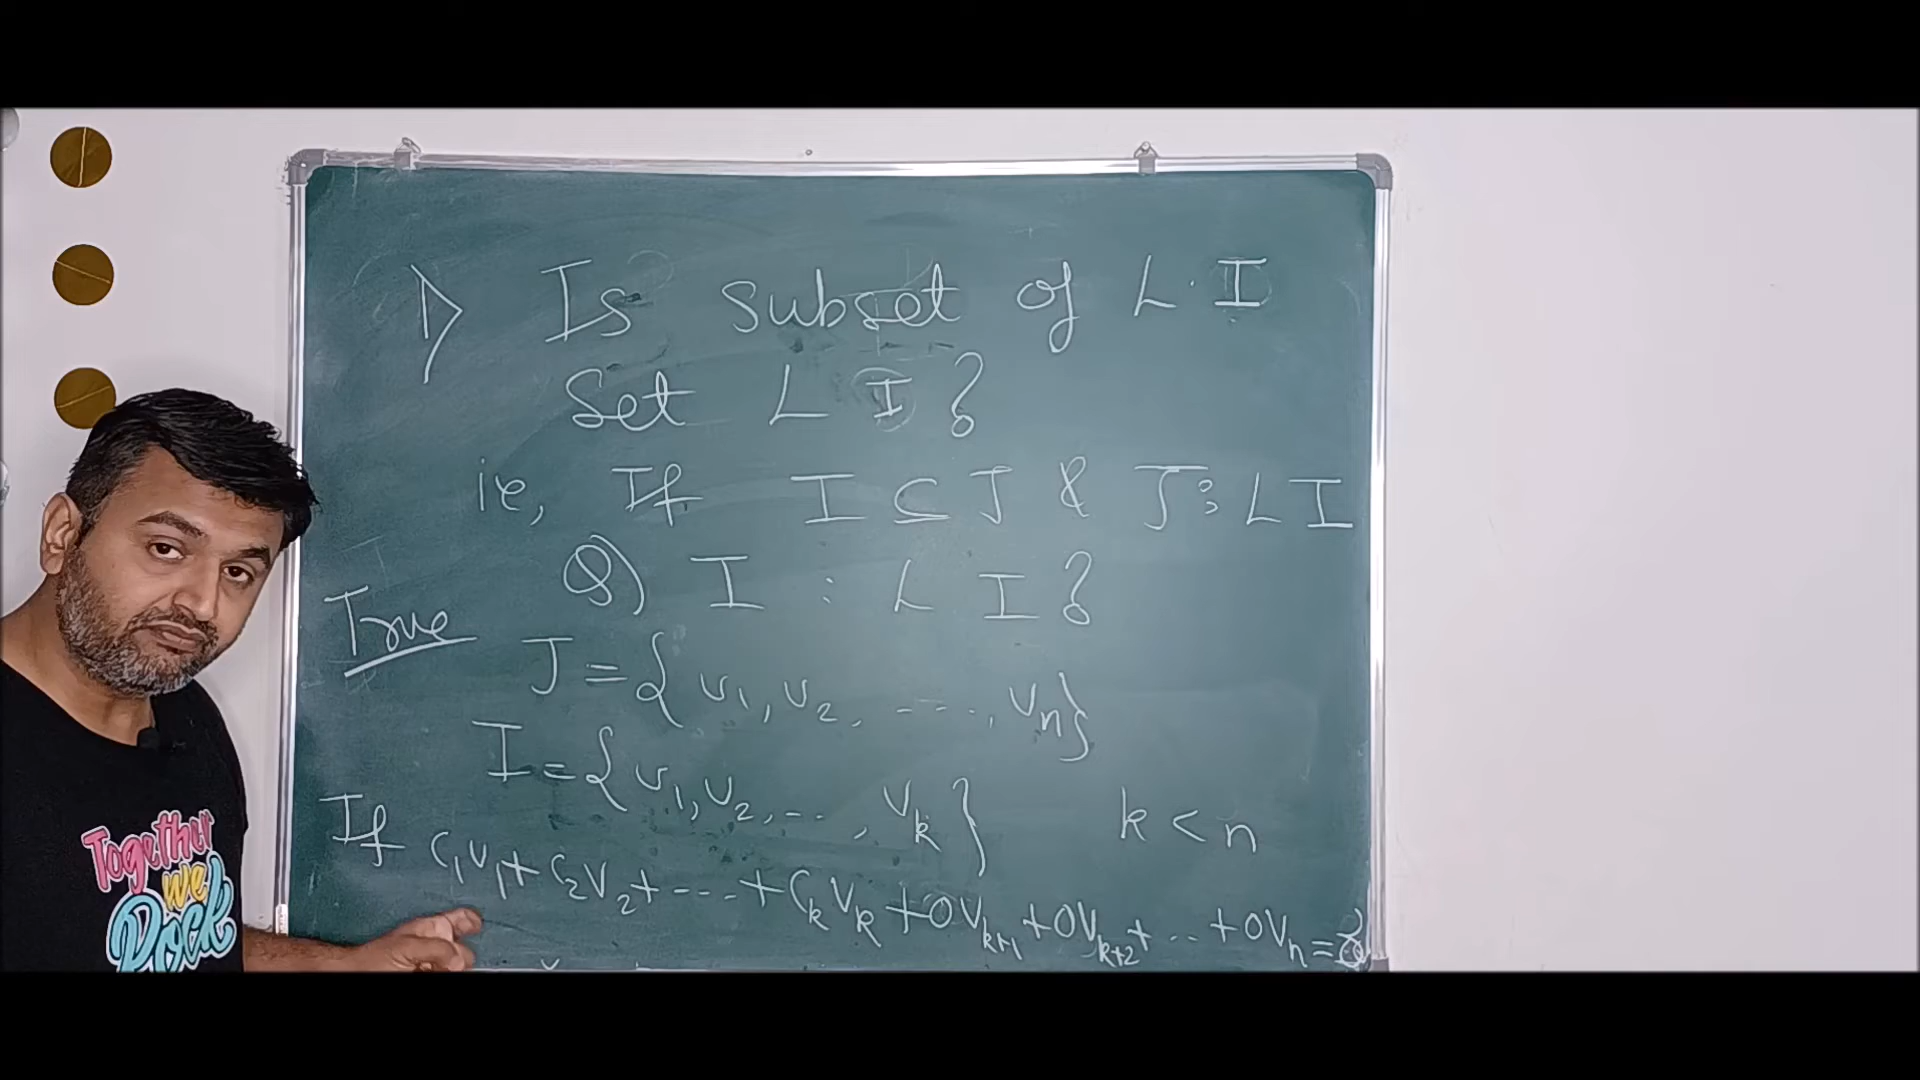 1) Is subset of L.I
Set L I ?
ie, If I ⊆ J & J : L I
Q) I : L I ?
True
J = { v₁, v₂, ----, vₙ}
I = { v₁, v₂, --- , vₖ} k < n
If c₁v₁ + c₂v₂ + --- + cₖvₖ + 0vₖ₊₁ + 0vₖ₊₂ + .. + 0vₙ =
Together
we
Rock